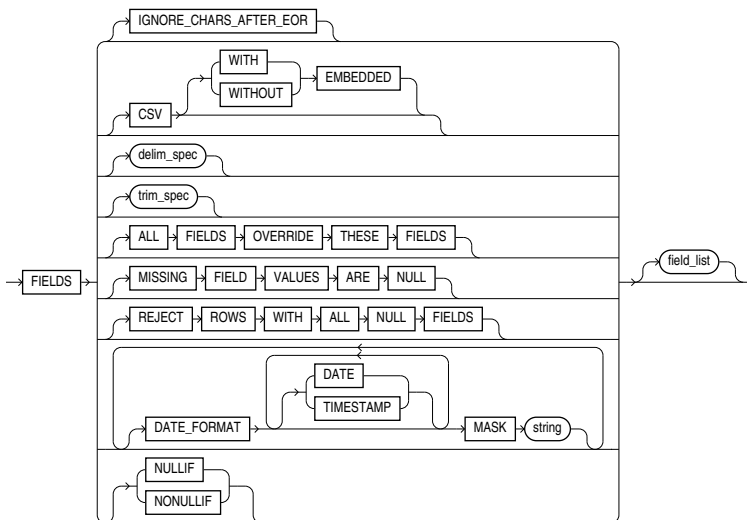 IGNORE_CHARS_AFTER_EOR
WITH
WITHOUT
EMBEDDED
CSV
delim_spec
trim_spec
ALL FIELDS OVERRIDE THESE FIELDS
FIELDS
MISSING FIELD VALUES ARE NULL
field_list
REJECT ROWS WITH ALL NULL FIELDS
DATE
TIMESTAMP
DATE_FORMAT
MASK string
NULLIF
NONULLIF